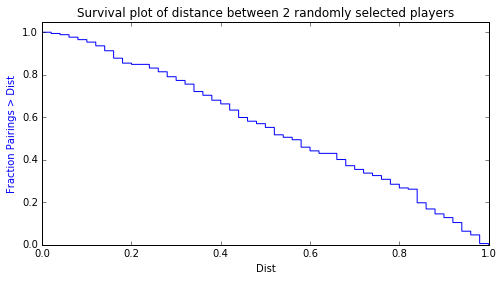 Survival plot of distance between 2 randomly selected players
Fraction Pairings > Dist
1.0
0.8
0.6
0.4
0.2
0.0
0.0 0.2 0.4 0.6 0.8 1.0
Dist